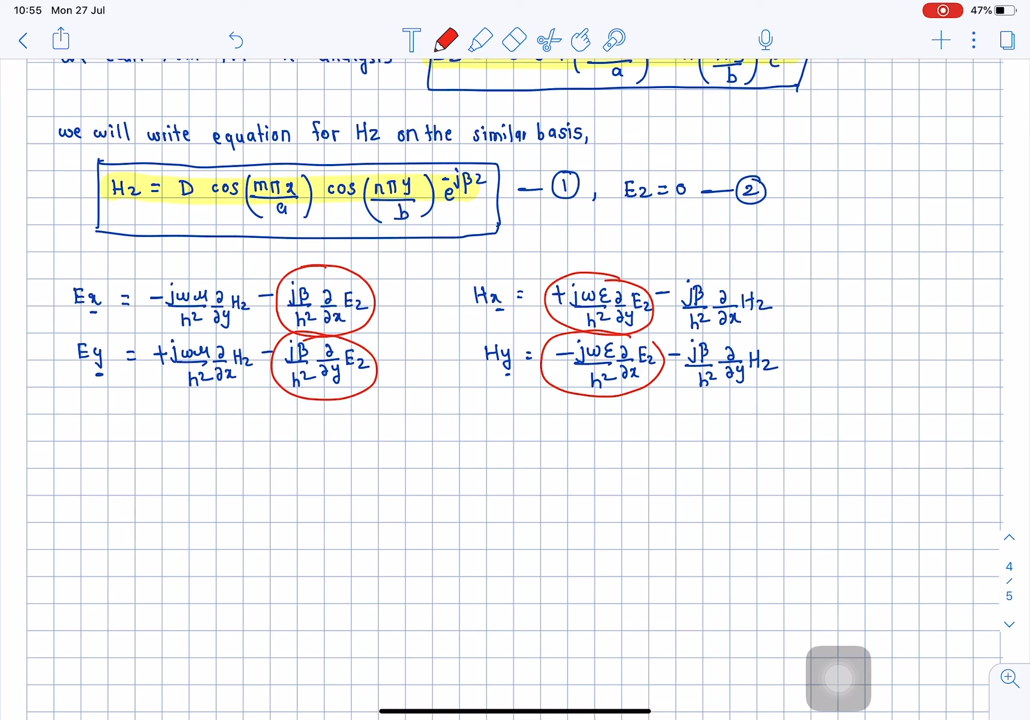 10:55 Mon 27 Jul 47%
T
a b
we will write equation for Hz on the similar basis,
Hz = D cos(mπx/a) cos(nπy/b) e^-jβz — ①, Ez=0 — ②
Ex = -jωμ/h² ∂/∂y Hz - jβ/h² ∂/∂x Ez Hx = +jωε/h² ∂/∂y Ez - jβ/h² ∂/∂x Hz
Ey = +jωμ/h² ∂/∂x Hz - jβ/h² ∂/∂y Ez Hy = -jωε/h² ∂/∂x Ez - jβ/h² ∂/∂y Hz
4
/
5